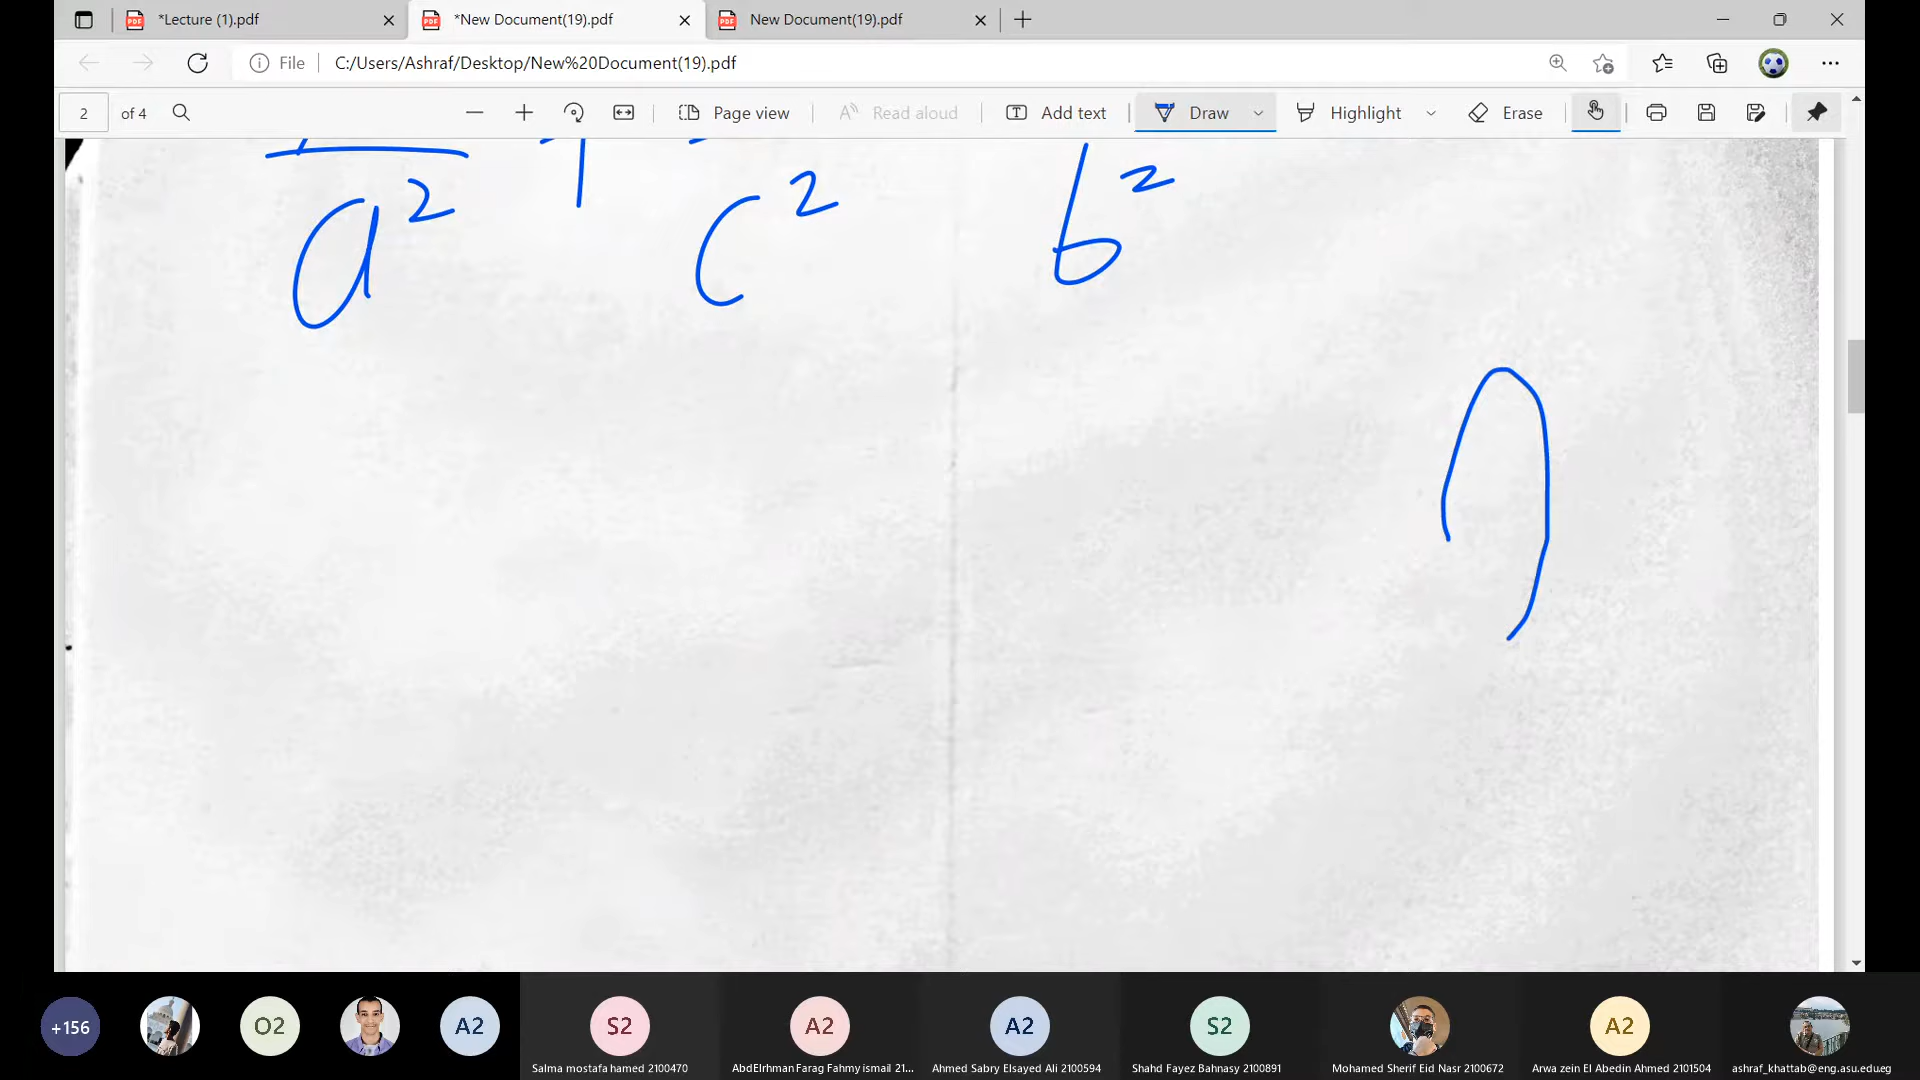 *Lecture (1).pdf
*New Document(19).pdf
New Document(19).pdf
File
C:/Users/Ashraf/Desktop/New%20Document(19).pdf
2 of 4
Page view
Read aloud
Add text
Draw
Highlight
Erase
a² + c² b²
+156
O2
A2
S2
A2
A2
S2
A2
Salma mostafa hamed 2100470
AbdElrhman Farag Fahmy ismail 21...
Ahmed Sabry Elsayed Ali 2100594
Shahd Fayez Bahnasy 2100891
Mohamed Sherif Eid Nasr 2100672
Arwa zein El Abedin Ahmed 2101504
ashraf_khattab@eng.asu.edu.eg